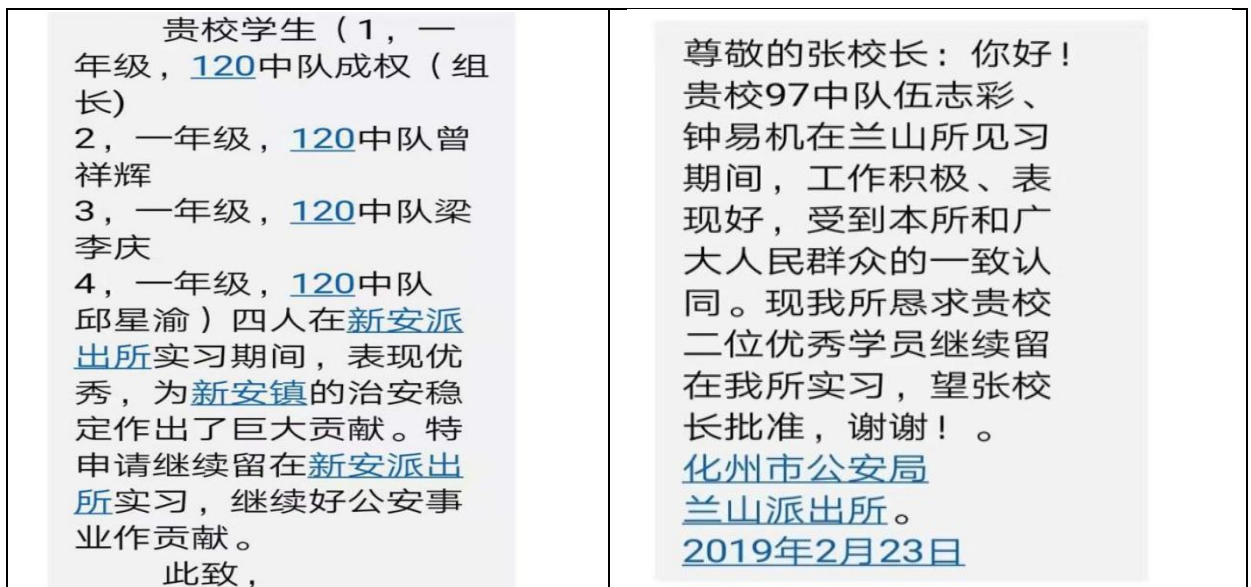 贵校学生（1，一
年级，120中队成权（组
长)
2，一年级，120中队曾
祥辉
3，一年级，120中队梁
李庆
4，一年级，120中队
邱星渝）四人在新安派
出所实习期间，表现优
秀，为新安镇的治安稳
定作出了巨大贡献。特
申请继续留在新安派出
所实习，继续好公安事
业作贡献。
此致，
尊敬的张校长：你好！
贵校97中队伍志彩、
钟易机在兰山所见习
期间，工作积极、表
现好，受到本所和广
大人民群众的一致认
同。现我所恳求贵校
二位优秀学员继续留
在我所实习，望张校
长批准，谢谢！。
化州市公安局
兰山派出所。
2019年2月23日